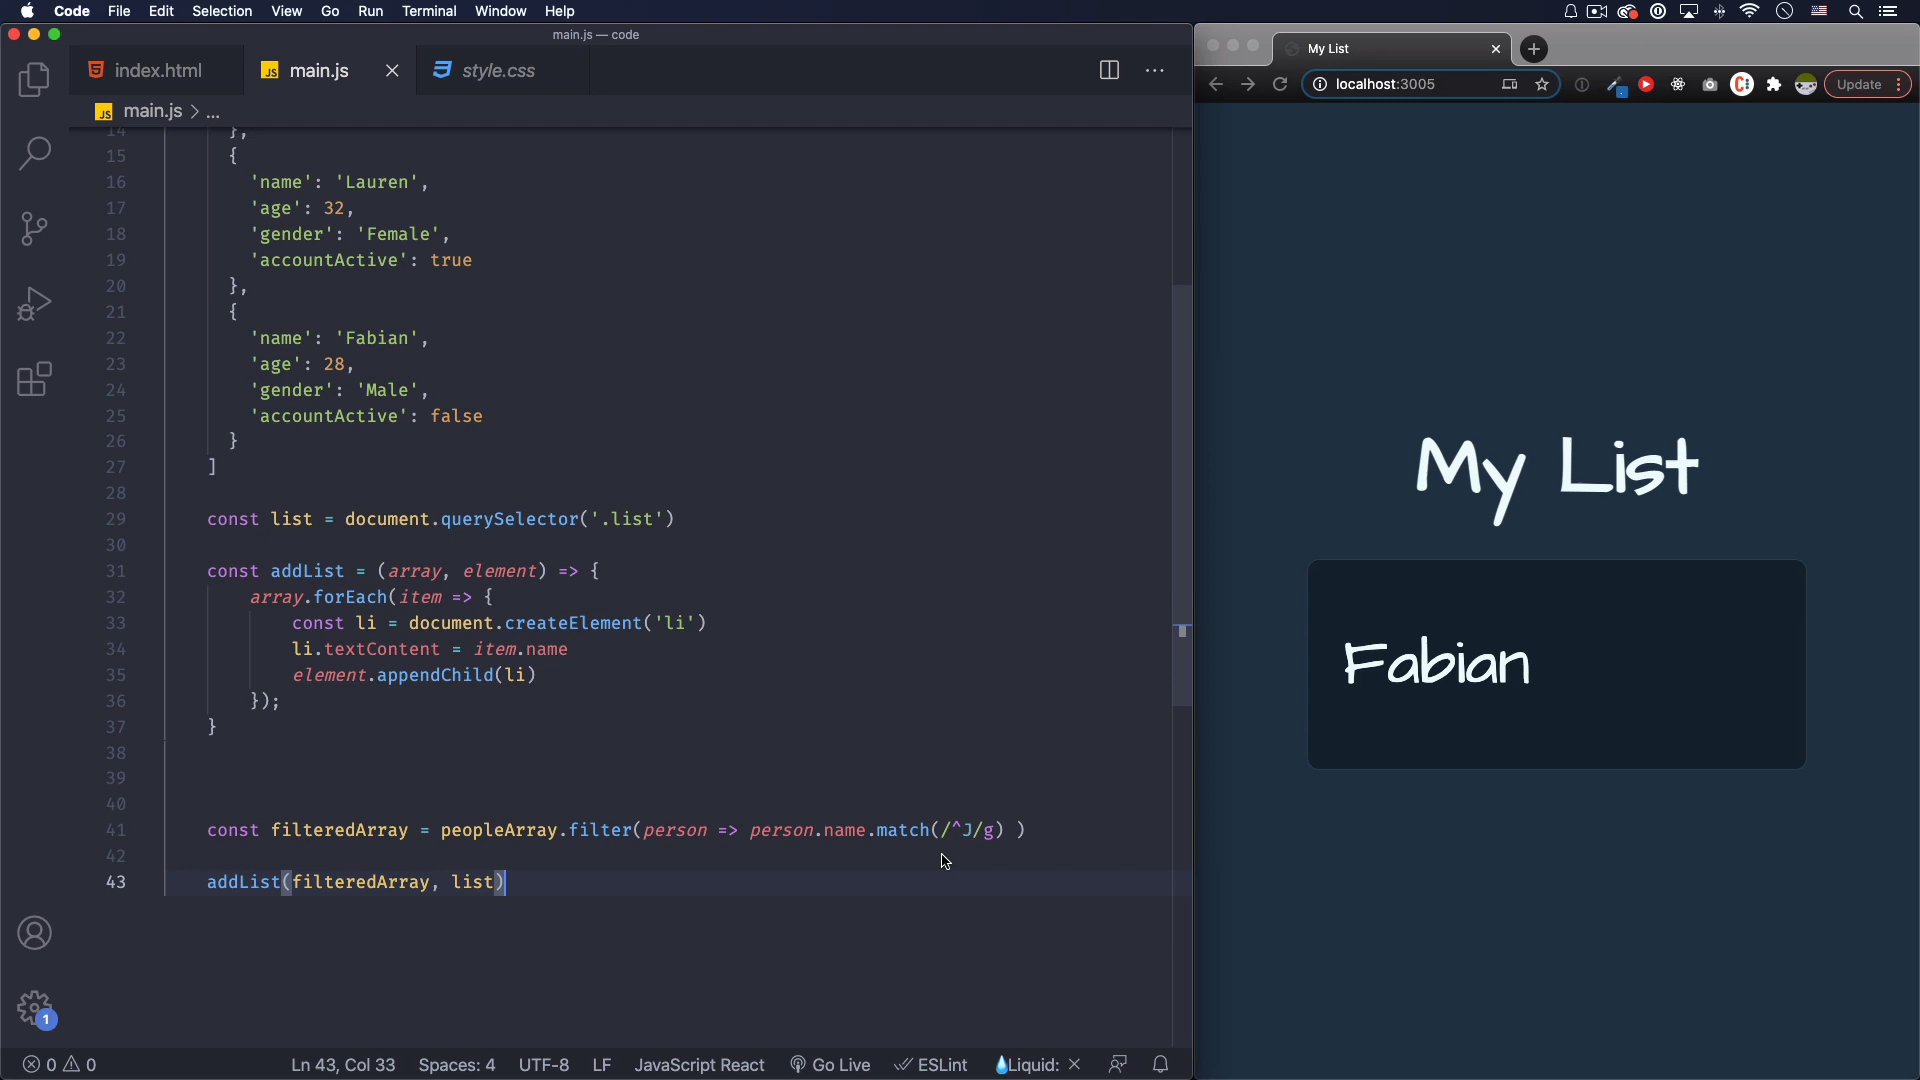 Code File Edit Selection View Go Run Terminal Window Help
main.js — code
index.html
JS main.js
style.css
JS main.js > ...
14 },
15 {
16 'name': 'Lauren',
17 'age': 32,
18 'gender': 'Female',
19 'accountActive': true
20 },
21 {
22 'name': 'Fabian',
23 'age': 28,
24 'gender': 'Male',
25 'accountActive': false
26 }
27 ]
28
29 const list = document.querySelector('.list')
30
31 const addList = (array, element) => {
32 array.forEach(item => {
33 const li = document.createElement('li')
34 li.textContent = item.name
35 element.appendChild(li)
36 });
37 }
38
39
40
41 const filteredArray = peopleArray.filter(person => person.name.match(/^J/g) )
42
43 addList(filteredArray, list)
1
0 0
Ln 43, Col 33 Spaces: 4 UTF-8 LF JavaScript React Go Live ESLint Liquid:
My List
localhost:3005
Update
My List
Fabian